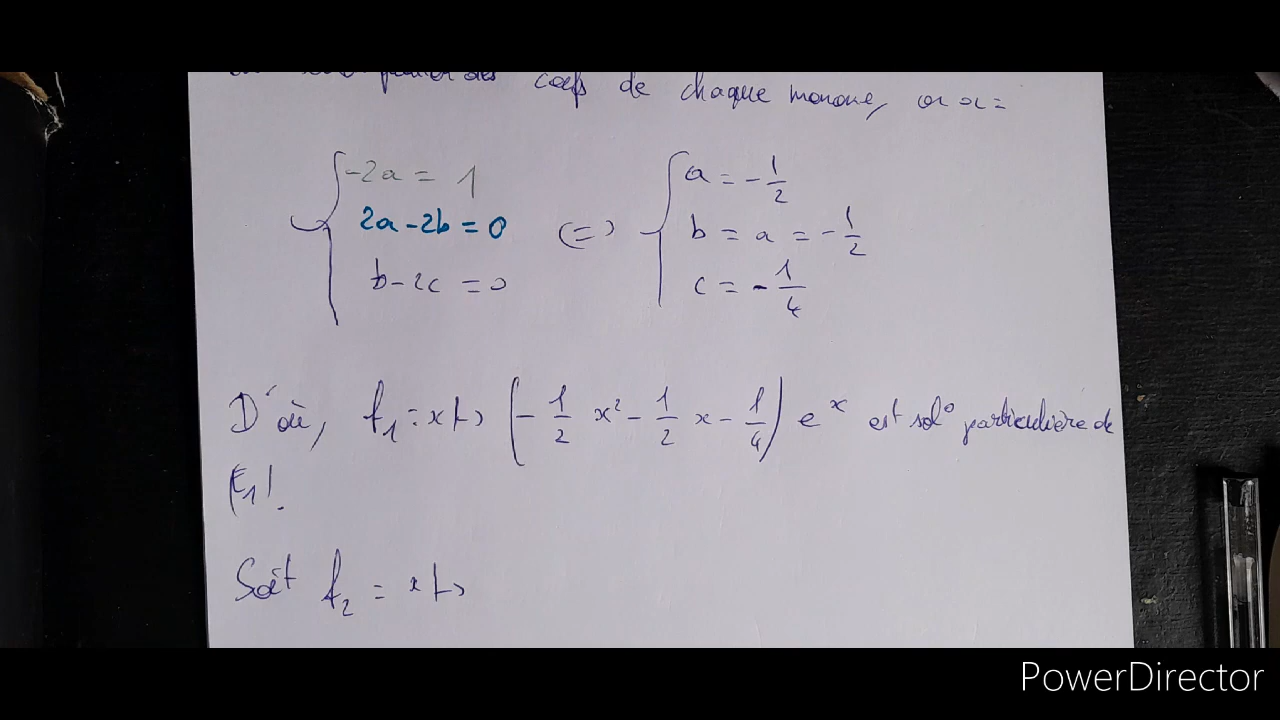 coefs de chaque monome, on a :
-2a = 1
2a - 2b = 0
b - 2c = 0
(=)
a = - 1/2
b = a = - 1/2
c = - 1/4
D'où, f₁ : x ↦ (- 1/2 x² - 1/2 x - 1/4) eˣ est sol° particulière de
(E₁).
Soit f₂ = x ↦
PowerDirector